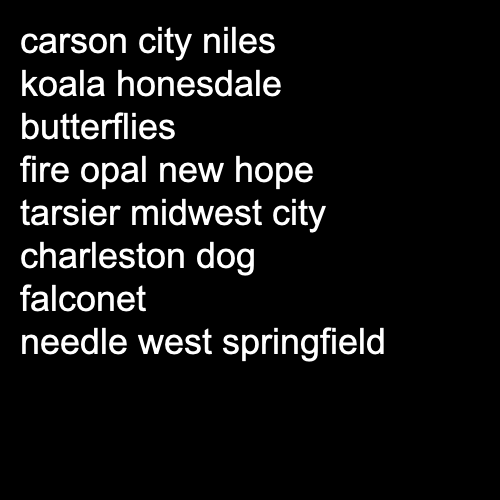 carson city niles
koala honesdale
butterflies
fire opal new hope
tarsier midwest city
charleston dog
falconet
needle west springfield